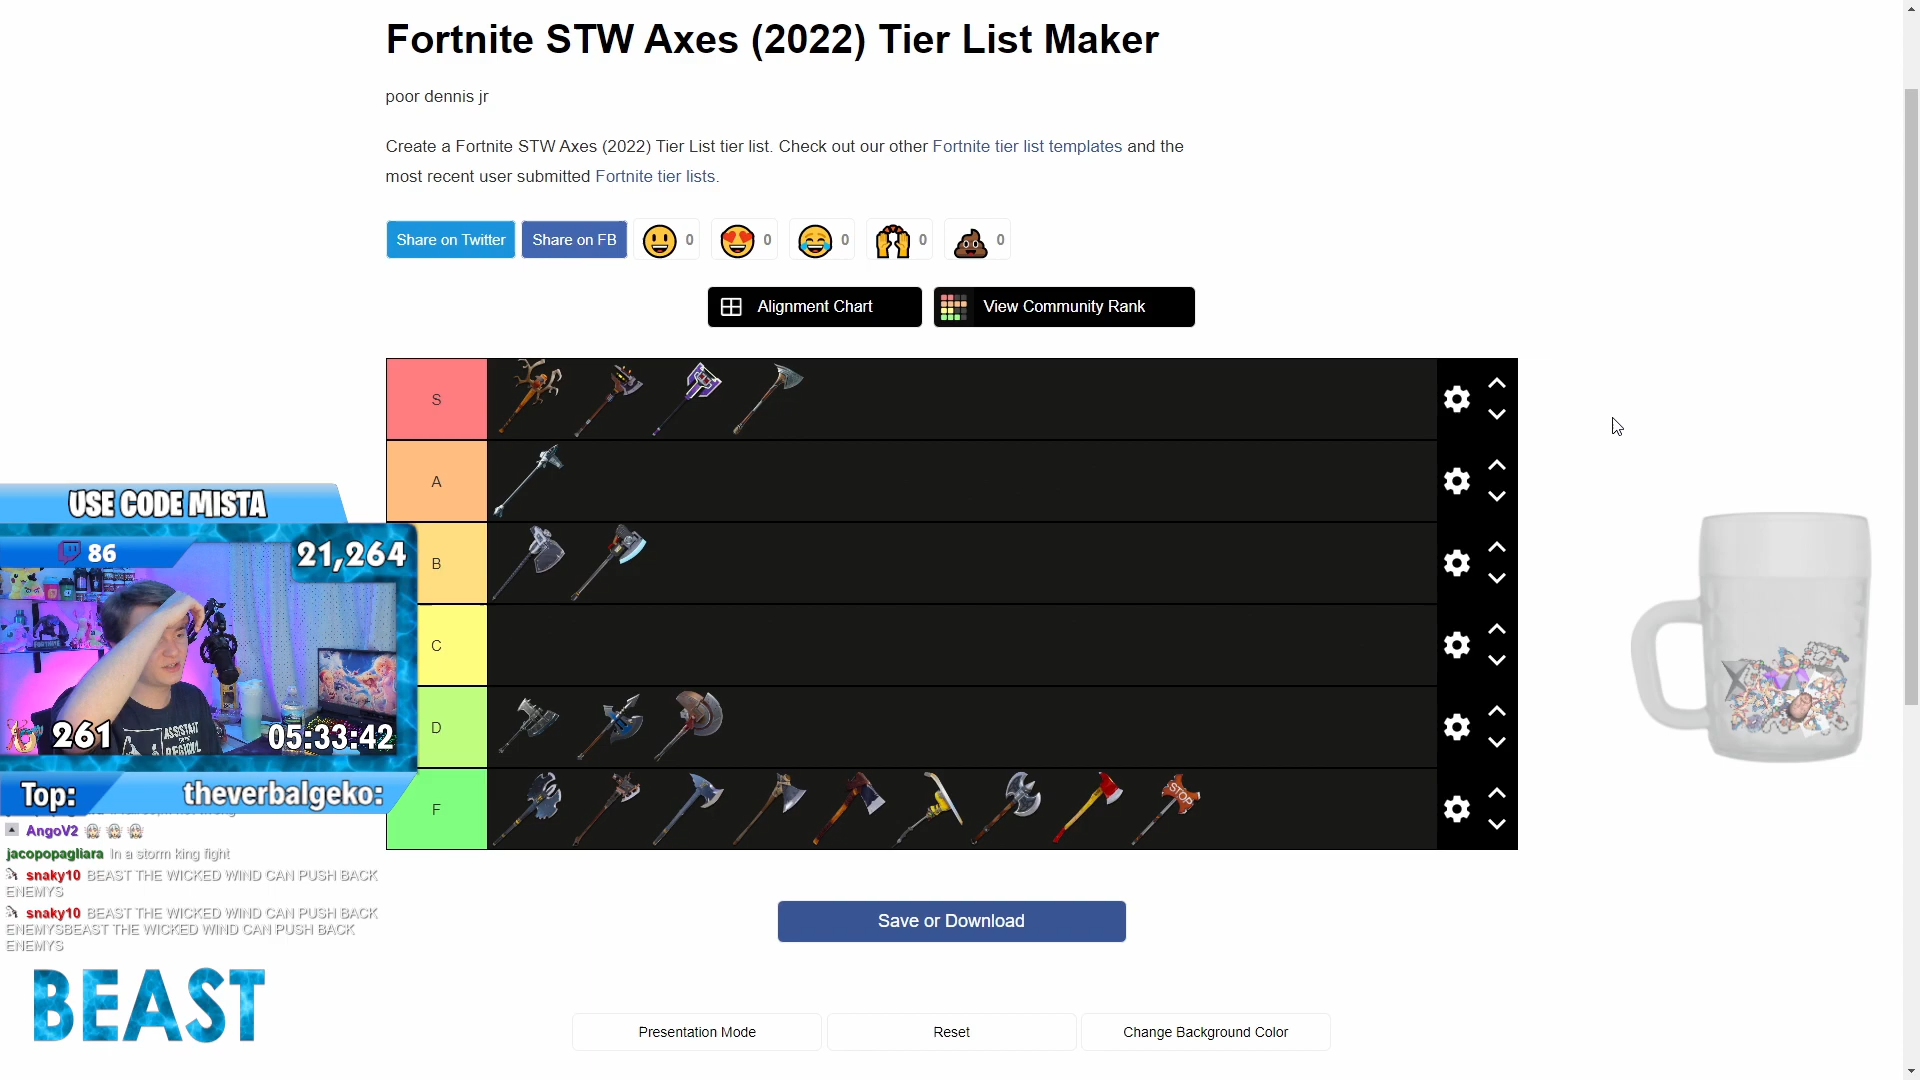 Fortnite STW Axes (2022) Tier List Maker
poor dennis jr
Create a Fortnite STW Axes (2022) Tier List tier list. Check out our other Fortnite tier list templates and the
most recent user submitted Fortnite tier lists.
Share on Twitter
Share on FB
0
0
0
0
0
Alignment Chart
View Community Rank
S
A
B
C
D
F
STOP
USE CODE MISTA
86
21,264
ASSISTANT
REGIONAL
261
05:33:42
Top: theverbalgeko:
AngoV2
jacopopagliara In a storm king fight
snaky10 BEAST THE WICKED WIND CAN PUSH BACK
ENEMYS
snaky10 BEAST THE WICKED WIND CAN PUSH BACK
ENEMYSBEAST THE WICKED WIND CAN PUSH BACK
ENEMYS
BEAST
Save or Download
Presentation Mode
Reset
Change Background Color